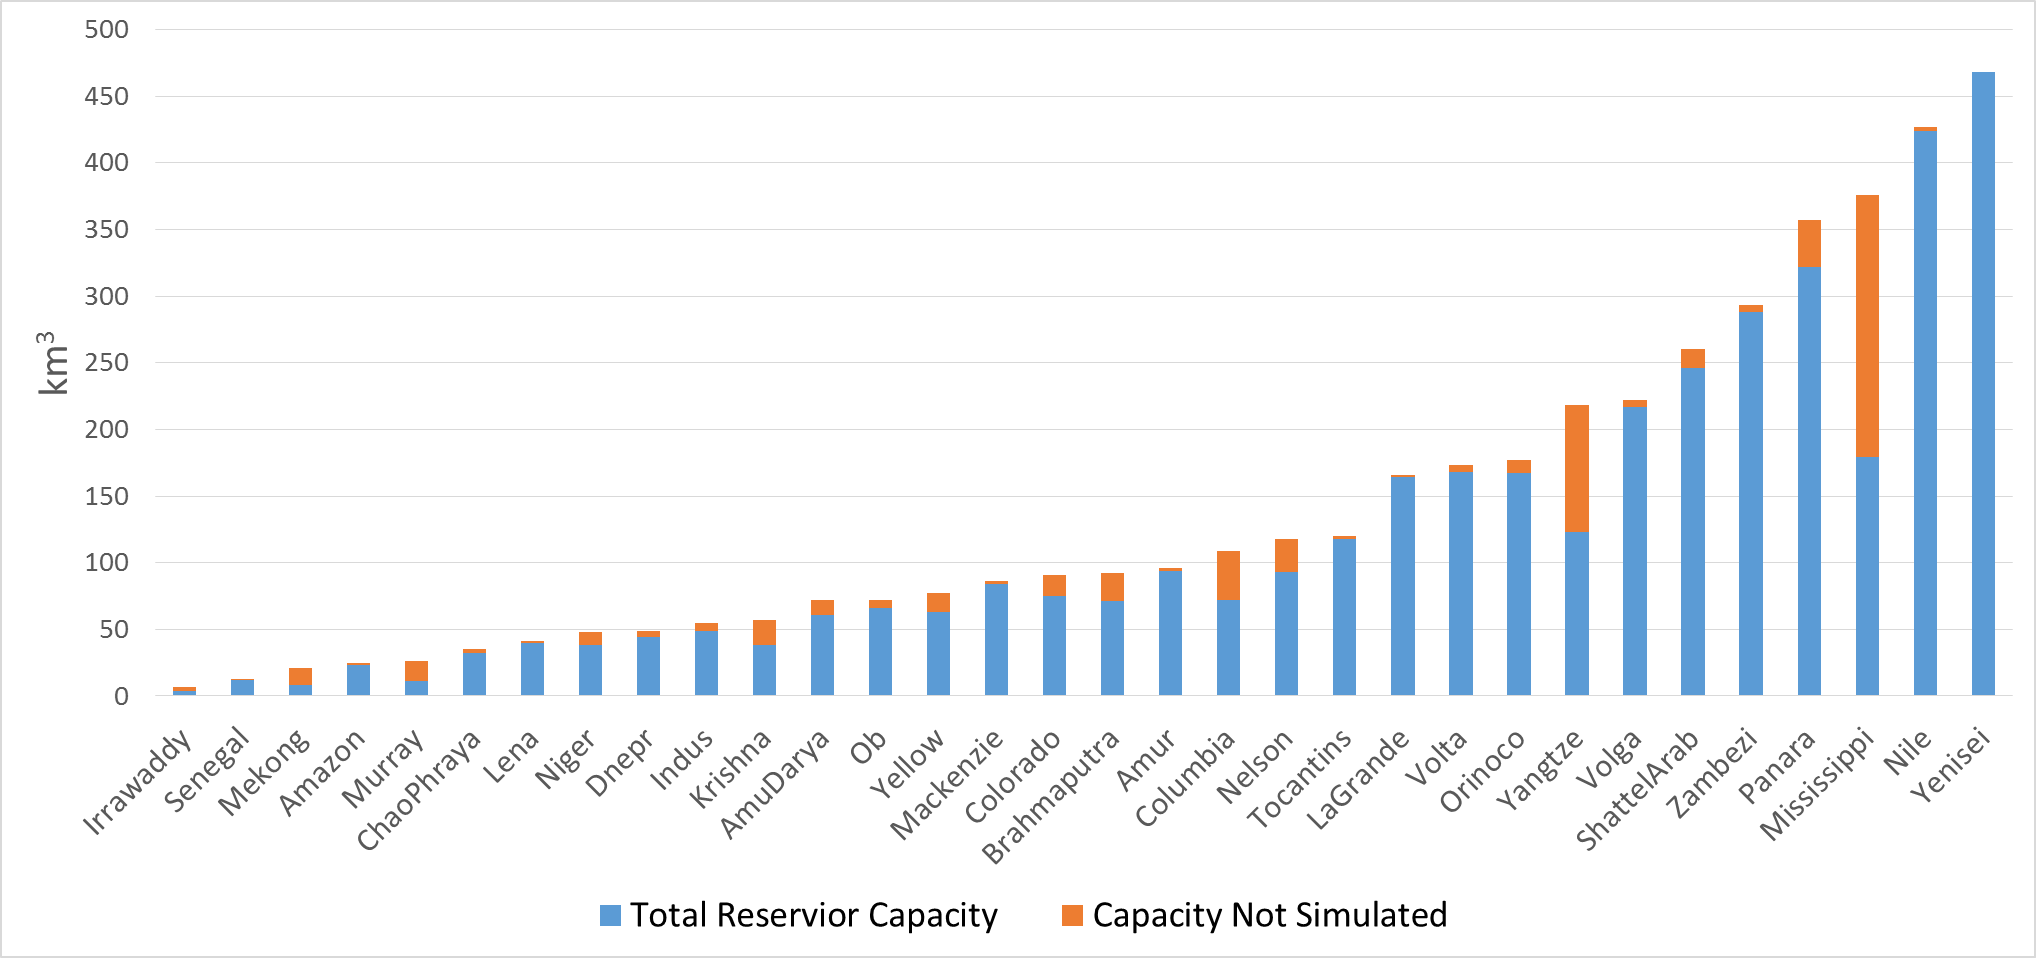 500
450
400
350
300
250
200
150
100
50
0
km³
Irrawaddy
Senegal
Mekong
Amazon
Murray
ChaoPhraya
Lena
Niger
Dnepr
Indus
Krishna
AmuDarya
Ob
Yellow
Mackenzie
Colorado
Brahmaputra
Amur
Columbia
Nelson
Tocantins
LaGrande
Volta
Orinoco
Yangtze
Volga
ShattelArab
Zambezi
Panara
Mississippi
Nile
Yenisei
Total Reservior Capacity
Capacity Not Simulated